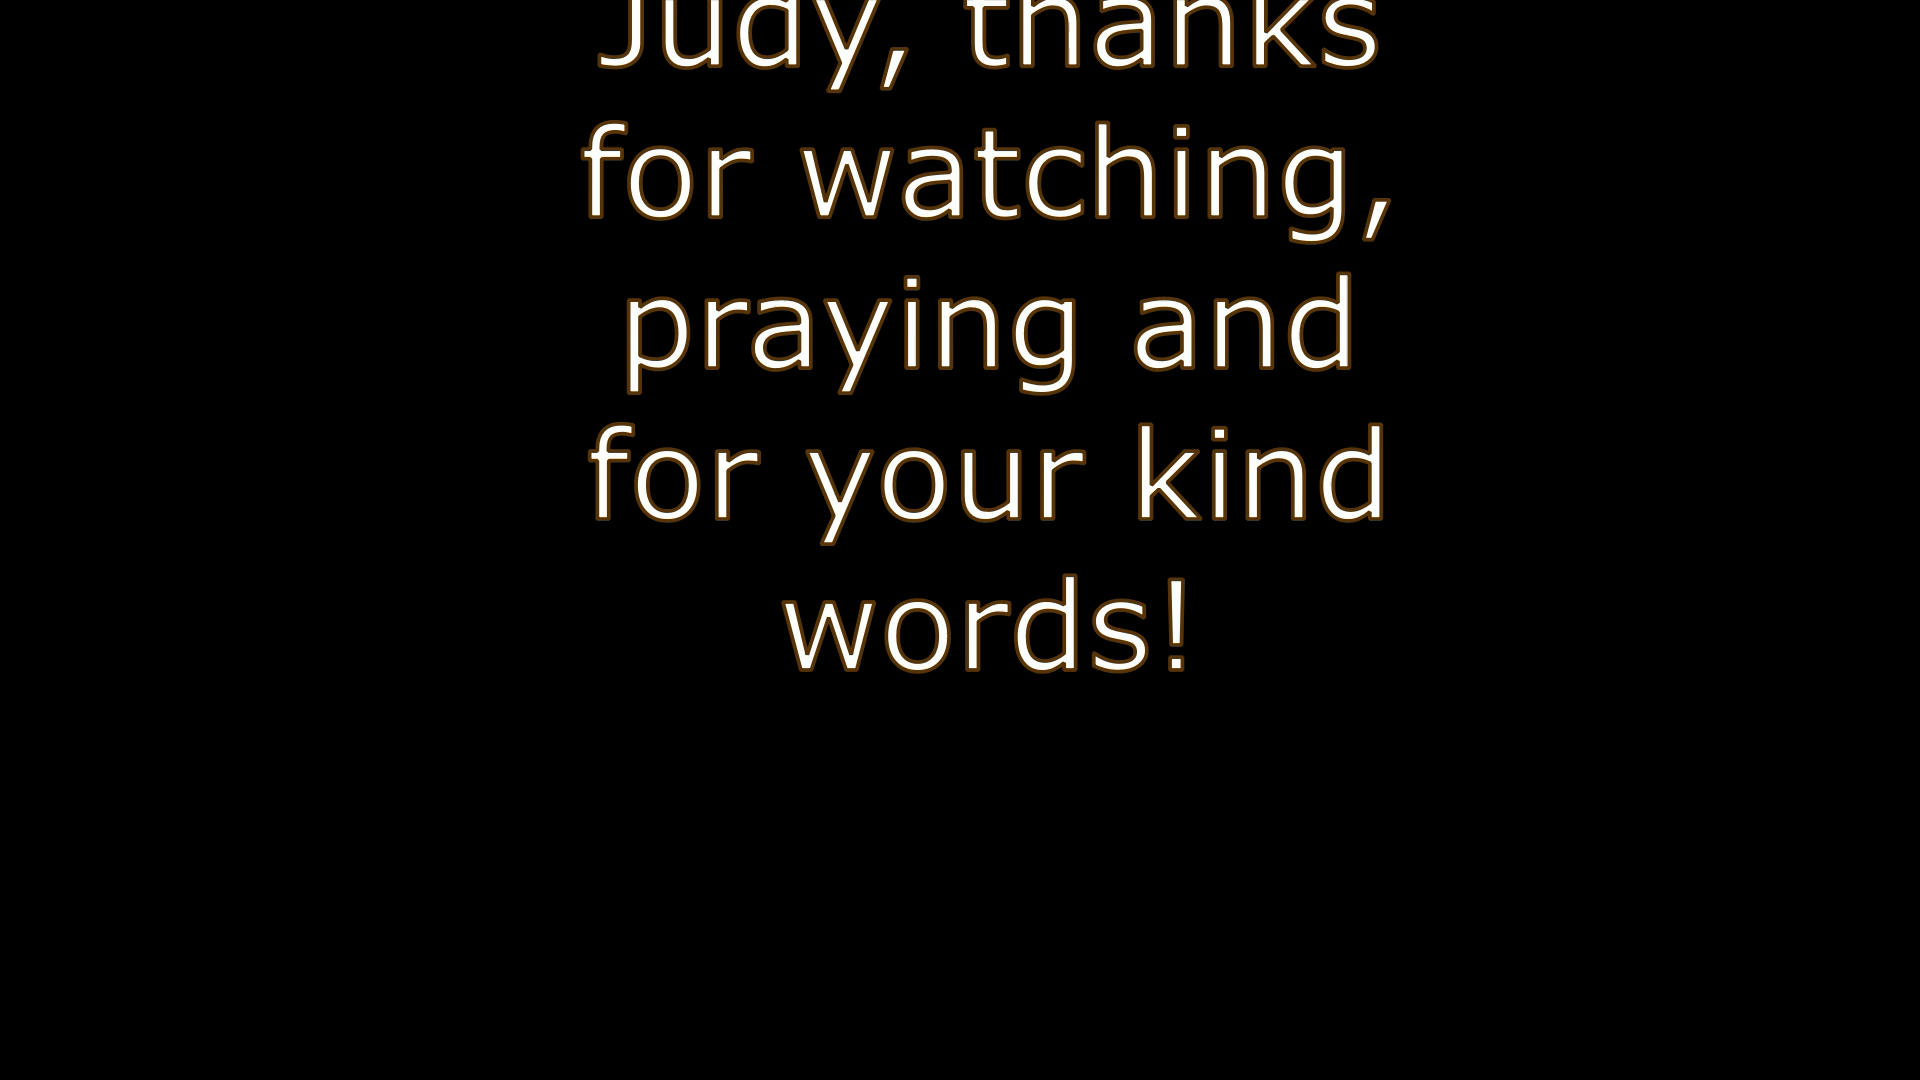 Judy, thanks
for watching,
praying and
for your kind
words!